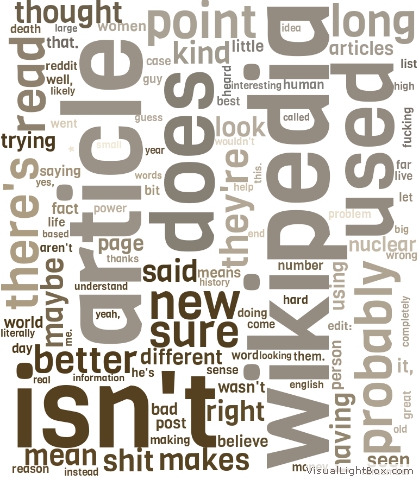 thought
point
long
death
large
women
idea
that.
kind
little
articles
read
reddit
case
list
well,
guy
heard
interesting
human
high
likely
article
does
best
wikipedia
used
went
guess
called
fucking
trying
look
small
year
wouldn't
far
there's
saying
words
they're
this.
live
yes,
bit
help
let
fact
power
problem
life
big
based
page
end
nuclear
aren't
wrong
thanks
maybe
said
means
number
using
probably
understand
history
new
hard
completely
world
yeah,
doing
literally
me.
sure
come
edit:
day
better
different
word
looking
them.
person
it,
real
information
he's
sense
isn't
wasn't
english
having
great
bad
right
post
old
making
believe
mean
seen
reason
instead
shit
makes
money
VisualLightBox.com